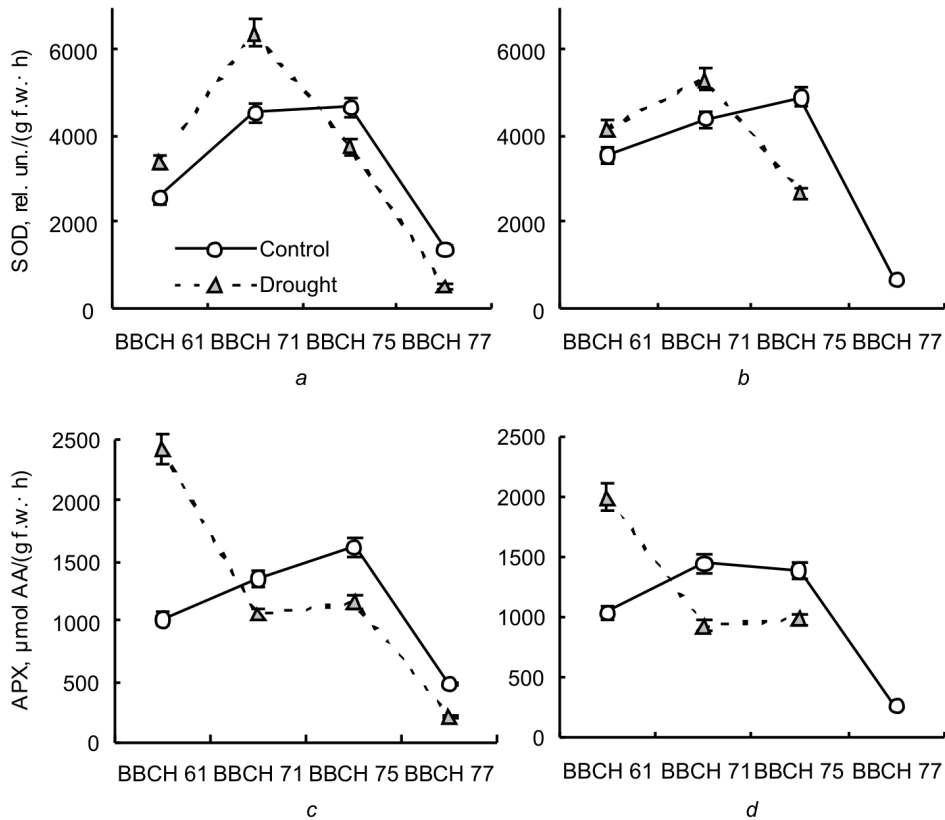 SOD, rel. un./(g f.w.· h)
6000
4000
2000
0
Control
Drought
BBCH 61 BBCH 71 BBCH 75 BBCH 77
a
6000
4000
2000
0
BBCH 61 BBCH 71 BBCH 75 BBCH 77
b
APX, µmol AA/(g f.w.· h)
2500
2000
1500
1000
500
0
BBCH 61 BBCH 71 BBCH 75 BBCH 77
c
2500
2000
1500
1000
500
0
BBCH 61 BBCH 71 BBCH 75 BBCH 77
d